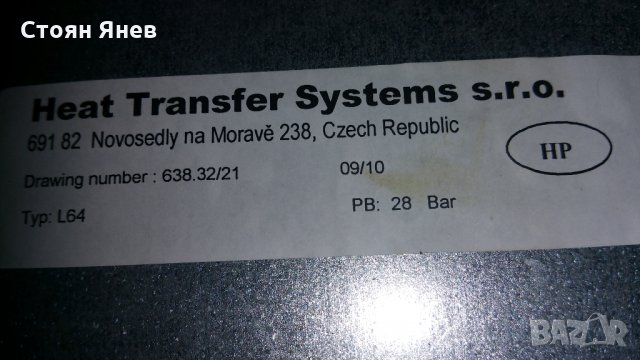 Стоян Янев
Heat Transfer Systems s.r.o.
691 82 Novosedly na Moravě 238, Czech Republic
HP
Drawing number : 638.32/21 09/10
Typ: L64 PB: 28 Bar
BAZAR